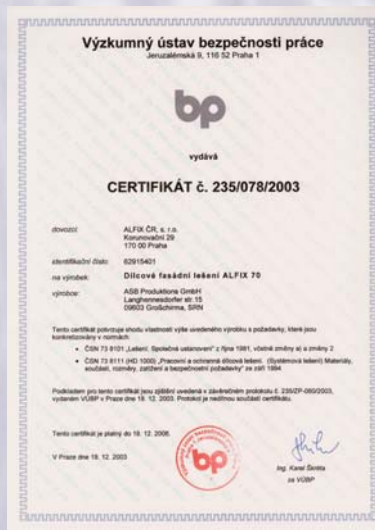 Výzkumný ústav bezpečnosti práce
Jeruzalémská 9, 116 52 Praha 1
bp
vydává
CERTIFIKÁT č. 235/078/2003
dovozci: ALFIX ČR, s. r.o.
Korunovační 29
170 00 Praha
identifikační číslo: 62915401
na výrobek: Dílcové fasádní lešení ALFIX 70
výrobce: ASB Produktions GmbH
Langhennesdorfer str.15
09603 Großchirma, SRN
Tento certifikát potvrzuje shodu vlastností výše uvedeného výrobku s požadavky, které jsou
konkretizovány v normách:
• ČSN 73 8101 „Lešení. Společná ustanovení" z října 1981, včetně změny a) a změny 2
• ČSN 73 8111 (HD 1000) „Pracovní a ochranná dílcová lešení. (Systémová lešení) Materiály,
součásti, rozměry, zatížení a bezpečnostní požadavky" ze září 1994
Podkladem pro tento certifikát jsou zjištění uvedená v závěrečném protokolu č. 235/ZP-080/2003,
vydaném VÚBP v Praze dne 18. 12. 2003. Protokol je nedílnou součástí certifikátu.
Tento certifikát je platný do 18. 12. 2006.
V Praze dne 18. 12. 2003
bp
Ing. Karel Škréta
za VÚBP